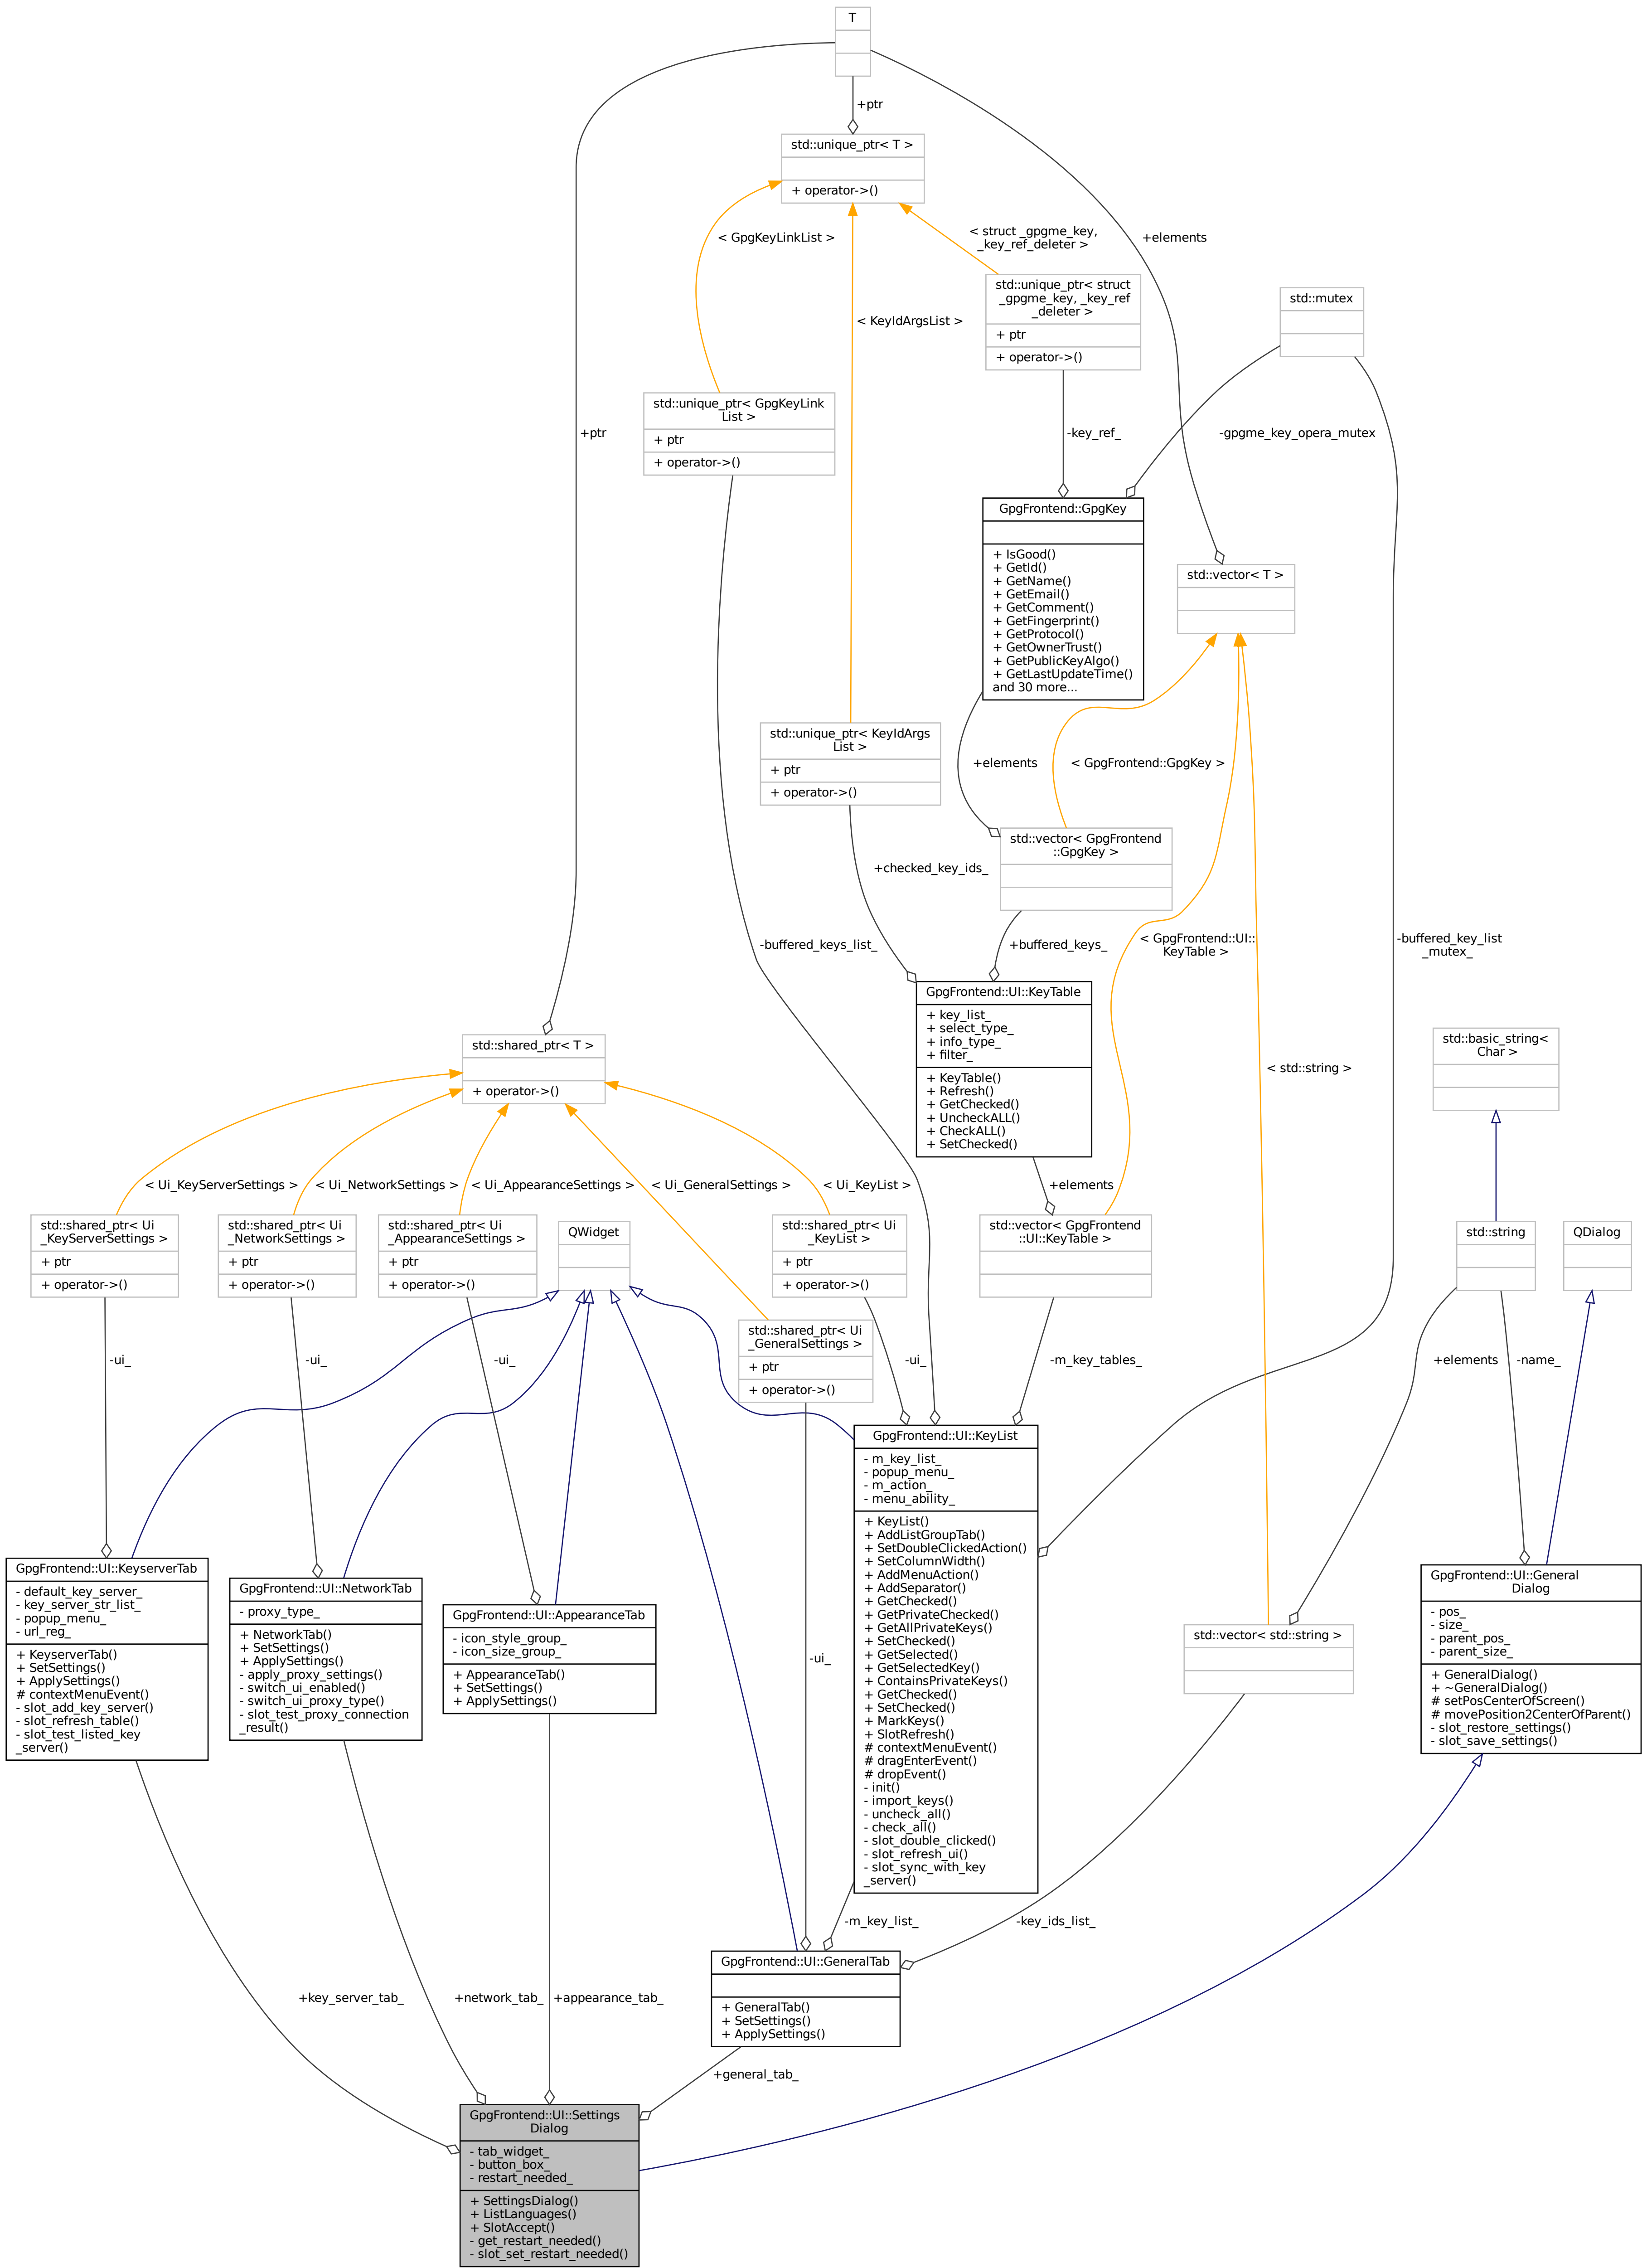 T
+ptr
std::unique_ptr< T >
+ operator->()
< GpgKeyLinkList >
< struct _gpgme_key,
_key_ref_deleter >
+elements
std::unique_ptr< struct
_gpgme_key, _key_ref
_deleter >
+ ptr
+ operator->()
std::mutex
< KeyIdArgsList >
std::unique_ptr< GpgKeyLink
List >
+ ptr
+ operator->()
+ptr
-key_ref_
-gpgme_key_opera_mutex
GpgFrontend::GpgKey
+ IsGood()
+ GetId()
+ GetName()
+ GetEmail()
+ GetComment()
+ GetFingerprint()
+ GetProtocol()
+ GetOwnerTrust()
+ GetPublicKeyAlgo()
+ GetLastUpdateTime()
and 30 more...
std::vector< T >
std::unique_ptr< KeyIdArgs
List >
+ ptr
+ operator->()
+elements
< GpgFrontend::GpgKey >
std::vector< GpgFrontend
::GpgKey >
+checked_key_ids_
-buffered_keys_list_
+buffered_keys_
< GpgFrontend::UI::
KeyTable >
-buffered_key_list
_mutex_
GpgFrontend::UI::KeyTable
+ key_list_
+ select_type_
+ info_type_
+ filter_
+ KeyTable()
+ Refresh()
+ GetChecked()
+ UncheckALL()
+ CheckALL()
+ SetChecked()
std::shared_ptr< T >
+ operator->()
< std::string >
std::basic_string<
Char >
< Ui_KeyServerSettings >
< Ui_NetworkSettings >
< Ui_AppearanceSettings >
< Ui_GeneralSettings >
< Ui_KeyList >
+elements
std::shared_ptr< Ui
_KeyServerSettings >
+ ptr
+ operator->()
std::shared_ptr< Ui
_NetworkSettings >
+ ptr
+ operator->()
std::shared_ptr< Ui
_AppearanceSettings >
+ ptr
+ operator->()
QWidget
std::shared_ptr< Ui
_KeyList >
+ ptr
+ operator->()
std::vector< GpgFrontend
::UI::KeyTable >
std::string
QDialog
std::shared_ptr< Ui
_GeneralSettings >
+ ptr
+ operator->()
-ui_
-ui_
-ui_
-ui_
-m_key_tables_
+elements
-name_
GpgFrontend::UI::KeyList
- m_key_list_
- popup_menu_
- m_action_
- menu_ability_
+ KeyList()
+ AddListGroupTab()
+ SetDoubleClickedAction()
+ SetColumnWidth()
+ AddMenuAction()
+ AddSeparator()
+ GetChecked()
+ GetPrivateChecked()
+ GetAllPrivateKeys()
+ SetChecked()
+ GetSelected()
+ GetSelectedKey()
+ ContainsPrivateKeys()
+ GetChecked()
+ SetChecked()
+ MarkKeys()
+ SlotRefresh()
# contextMenuEvent()
# dragEnterEvent()
# dropEvent()
- init()
- import_keys()
- uncheck_all()
- check_all()
- slot_double_clicked()
- slot_refresh_ui()
- slot_sync_with_key
_server()
GpgFrontend::UI::KeyserverTab
- default_key_server_
- key_server_str_list_
- popup_menu_
- url_reg_
+ KeyserverTab()
+ SetSettings()
+ ApplySettings()
# contextMenuEvent()
- slot_add_key_server()
- slot_refresh_table()
- slot_test_listed_key
_server()
GpgFrontend::UI::NetworkTab
- proxy_type_
+ NetworkTab()
+ SetSettings()
+ ApplySettings()
- apply_proxy_settings()
- switch_ui_enabled()
- switch_ui_proxy_type()
- slot_test_proxy_connection
_result()
GpgFrontend::UI::AppearanceTab
- icon_style_group_
- icon_size_group_
+ AppearanceTab()
+ SetSettings()
+ ApplySettings()
-ui_
std::vector< std::string >
GpgFrontend::UI::General
Dialog
- pos_
- size_
- parent_pos_
- parent_size_
+ GeneralDialog()
+ ~GeneralDialog()
# setPosCenterOfScreen()
# movePosition2CenterOfParent()
- slot_restore_settings()
- slot_save_settings()
-m_key_list_
-key_ids_list_
GpgFrontend::UI::GeneralTab
+ GeneralTab()
+ SetSettings()
+ ApplySettings()
+key_server_tab_
+network_tab_
+appearance_tab_
+general_tab_
GpgFrontend::UI::Settings
Dialog
- tab_widget_
- button_box_
- restart_needed_
+ SettingsDialog()
+ ListLanguages()
+ SlotAccept()
- get_restart_needed()
- slot_set_restart_needed()